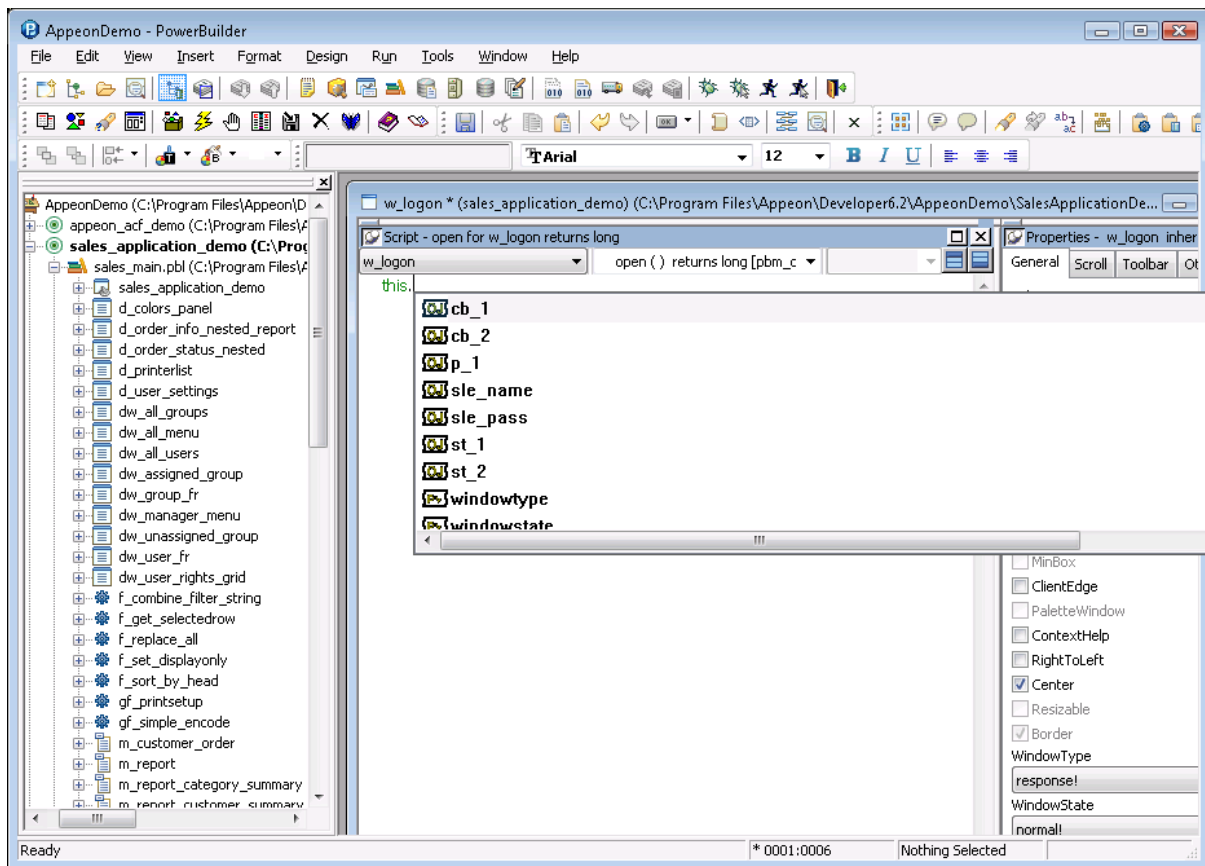 AppeonDemo - PowerBuilder
File Edit View Insert Format Design Run Tools Window Help
Arial 12 B I U
AppeonDemo (C:\Program Files\Appeon\D
appeon_acf_demo (C:\Program Files\A
sales_application_demo (C:\Prog
sales_main.pbl (C:\Program Files\A
sales_application_demo
d_colors_panel
d_order_info_nested_report
d_order_status_nested
d_printerlist
d_user_settings
dw_all_groups
dw_all_menu
dw_all_users
dw_assigned_group
dw_group_fr
dw_manager_menu
dw_unassigned_group
dw_user_fr
dw_user_rights_grid
f_combine_filter_string
f_get_selectedrow
f_replace_all
f_set_displayonly
f_sort_by_head
gf_printsetup
gf_simple_encode
m_customer_order
m_report
m_report_category_summary
m_report_customer_summary
w_logon * (sales_application_demo) (C:\Program Files\Appeon\Developer6.2\AppeonDemo\SalesApplicationDe...
Script - open for w_logon returns long
w_logon open ( ) returns long [pbm_c
this.
cb_1
cb_2
p_1
sle_name
sle_pass
st_1
st_2
windowtype
windowstate
Properties - w_logon inher
General Scroll Toolbar Ot
MinBox
ClientEdge
PaletteWindow
ContextHelp
RightToLeft
Center
Resizable
Border
WindowType
response!
WindowState
normal!
Ready * 0001:0006 Nothing Selected